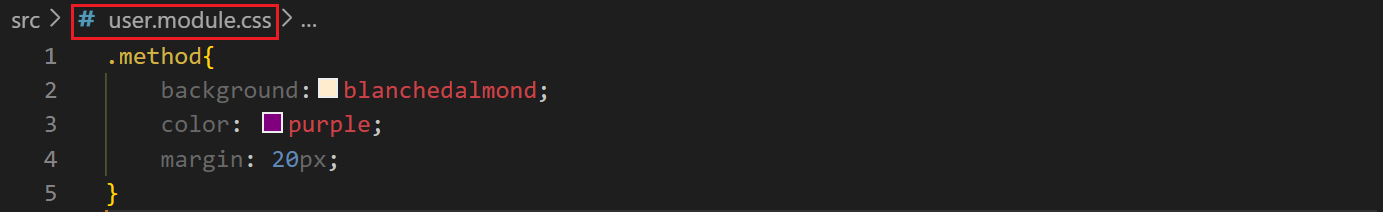 src > # user.module.css > ...
1 .method{
2 background: blanchedalmond;
3 color: purple;
4 margin: 20px;
5 }